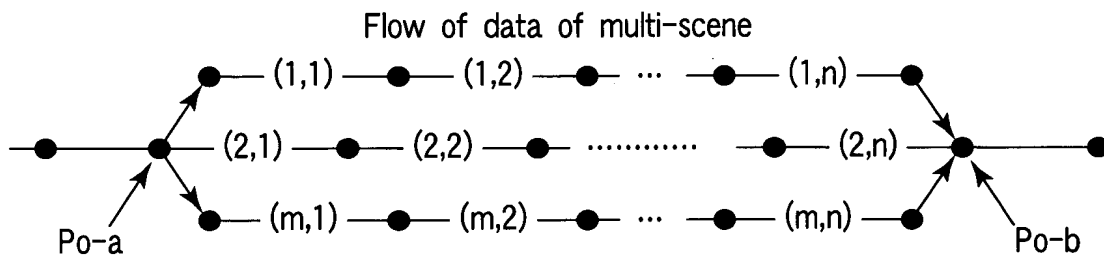 Flow of data of multi-scene
(1,1) (1,2) ... (1,n)
(2,1) (2,2) ............ (2,n)
(m,1) (m,2) ... (m,n)
Po-a Po-b